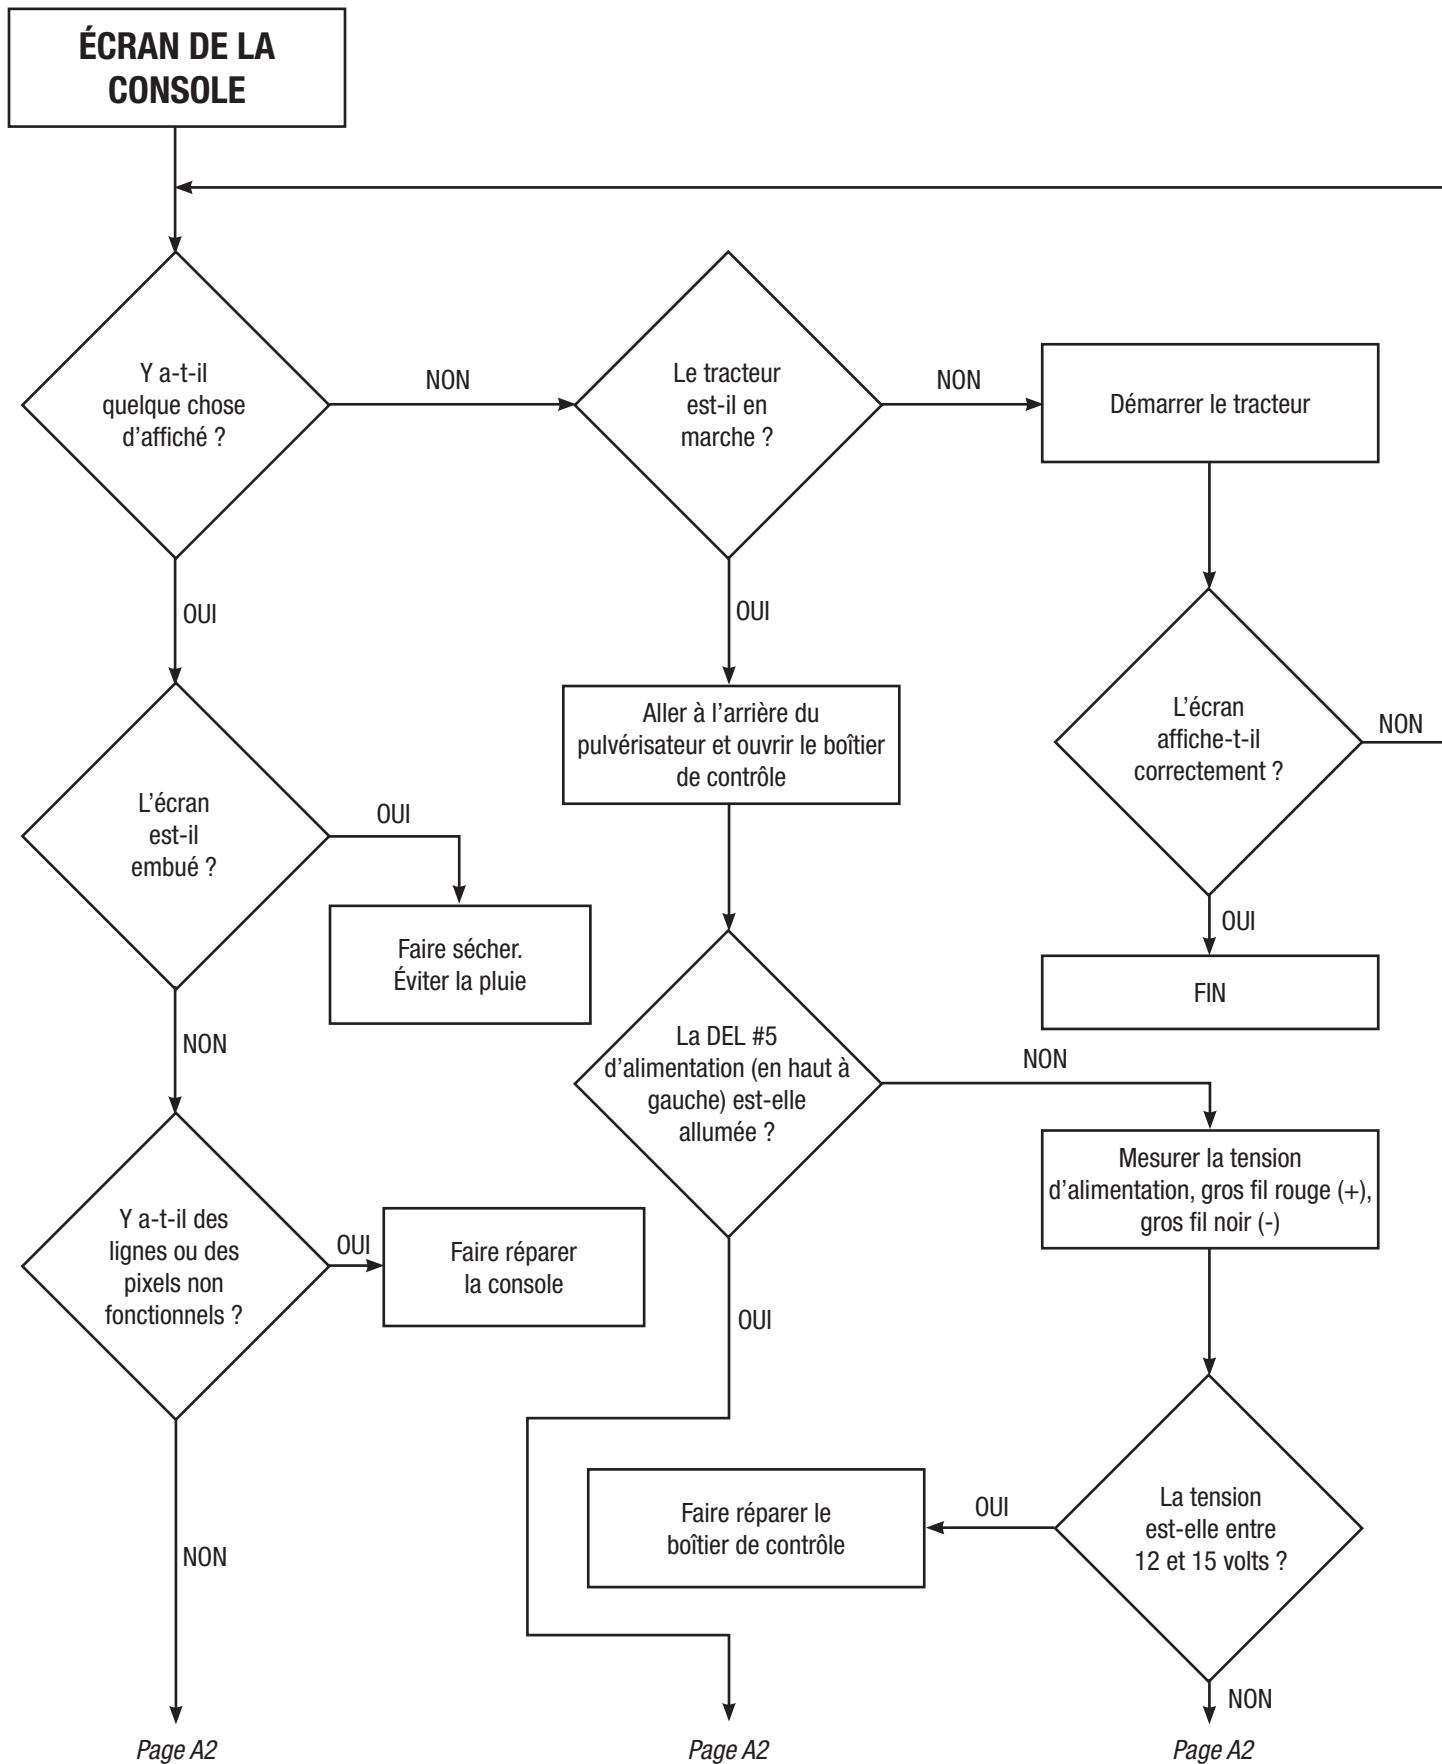 ÉCRAN DE LA
CONSOLE
Y a-t-il
quelque chose
d'affiché ?
NON
Le tracteur
est-il en
marche ?
NON
Démarrer le tracteur
OUI
OUI
Aller à l'arrière du
pulvérisateur et ouvrir le boîtier
de contrôle
L'écran
affiche-t-il
correctement ?
NON
L'écran
est-il
embué ?
OUI
Faire sécher.
Éviter la pluie
OUI
FIN
NON
La DEL #5
d'alimentation (en haut à
gauche) est-elle
allumée ?
NON
Mesurer la tension
d'alimentation, gros fil rouge (+),
gros fil noir (-)
Y a-t-il des
lignes ou des
pixels non
fonctionnels ?
OUI
Faire réparer
la console
OUI
Faire réparer le
boîtier de contrôle
OUI
La tension
est-elle entre
12 et 15 volts ?
NON
NON
Page A2
Page A2
Page A2